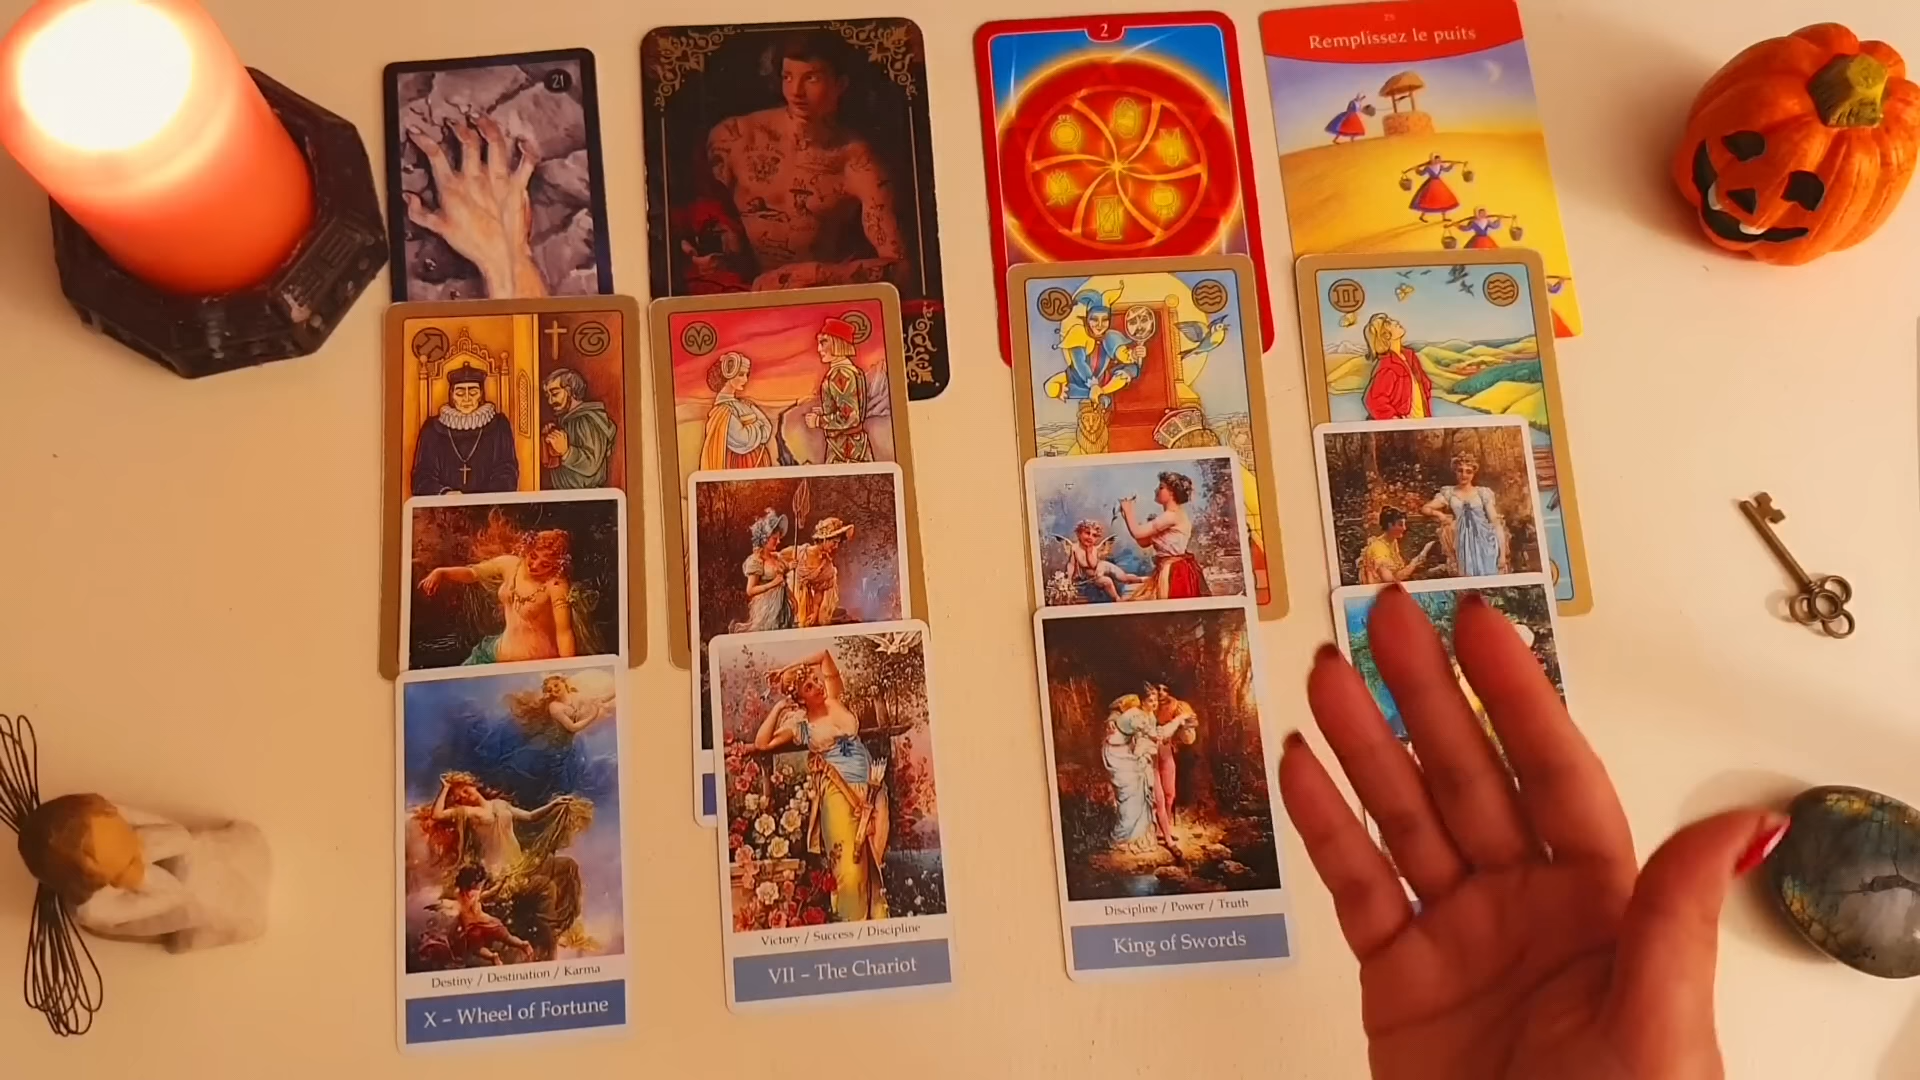 21
2
25
Remplissez le puits
Destiny / Destination / Karma
X – Wheel of Fortune
Victory / Success / Discipline
VII – The Chariot
Discipline / Power / Truth
King of Swords